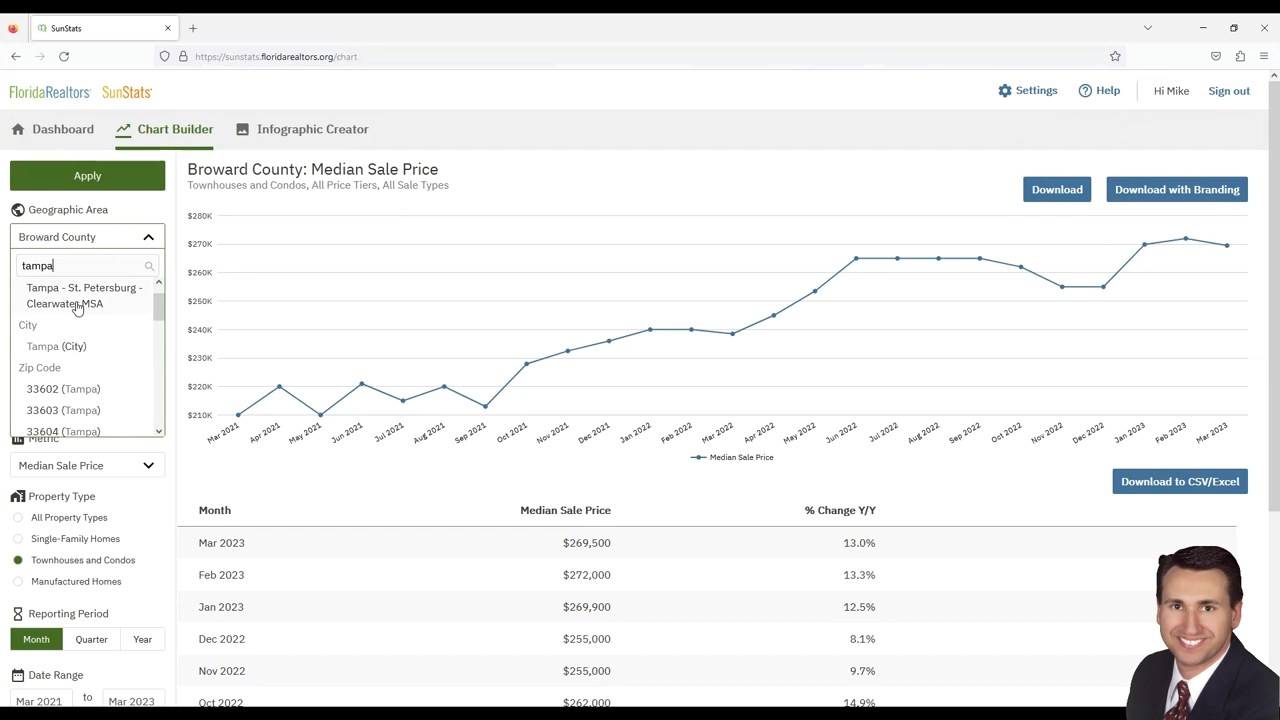 SunStats
https://sunstats.floridarealtors.org/chart
FloridaRealtors SunStats
Settings
Help
Hi Mike
Sign out
Dashboard
Chart Builder
Infographic Creator
Apply
Geographic Area
Broward County
tampa
Tampa - St. Petersburg -
Clearwater MSA
City
Tampa (City)
Zip Code
33602 (Tampa)
33603 (Tampa)
33604 (Tampa)
Metric
Median Sale Price
Property Type
All Property Types
Single-Family Homes
Townhouses and Condos
Manufactured Homes
Reporting Period
Month Quarter Year
Date Range
Mar 2021 to Mar 2023
Broward County: Median Sale Price
Townhouses and Condos, All Price Tiers, All Sale Types
Download
Download with Branding
$280K
$270K
$260K
$250K
$240K
$230K
$220K
$210K
Mar 2021 Apr 2021 May 2021 Jun 2021 Jul 2021 Aug 2021 Sep 2021 Oct 2021 Nov 2021 Dec 2021 Jan 2022 Feb 2022 Mar 2022 Apr 2022 May 2022 Jun 2022 Jul 2022 Aug 2022 Sep 2022 Oct 2022 Nov 2022 Dec 2022 Jan 2023 Feb 2023 Mar 2023
Median Sale Price
Download to CSV/Excel
Month Median Sale Price % Change Y/Y
Mar 2023 $269,500 13.0%
Feb 2023 $272,000 13.3%
Jan 2023 $269,900 12.5%
Dec 2022 $255,000 8.1%
Nov 2022 $255,000 9.7%
Oct 2022 $262,000 14.9%